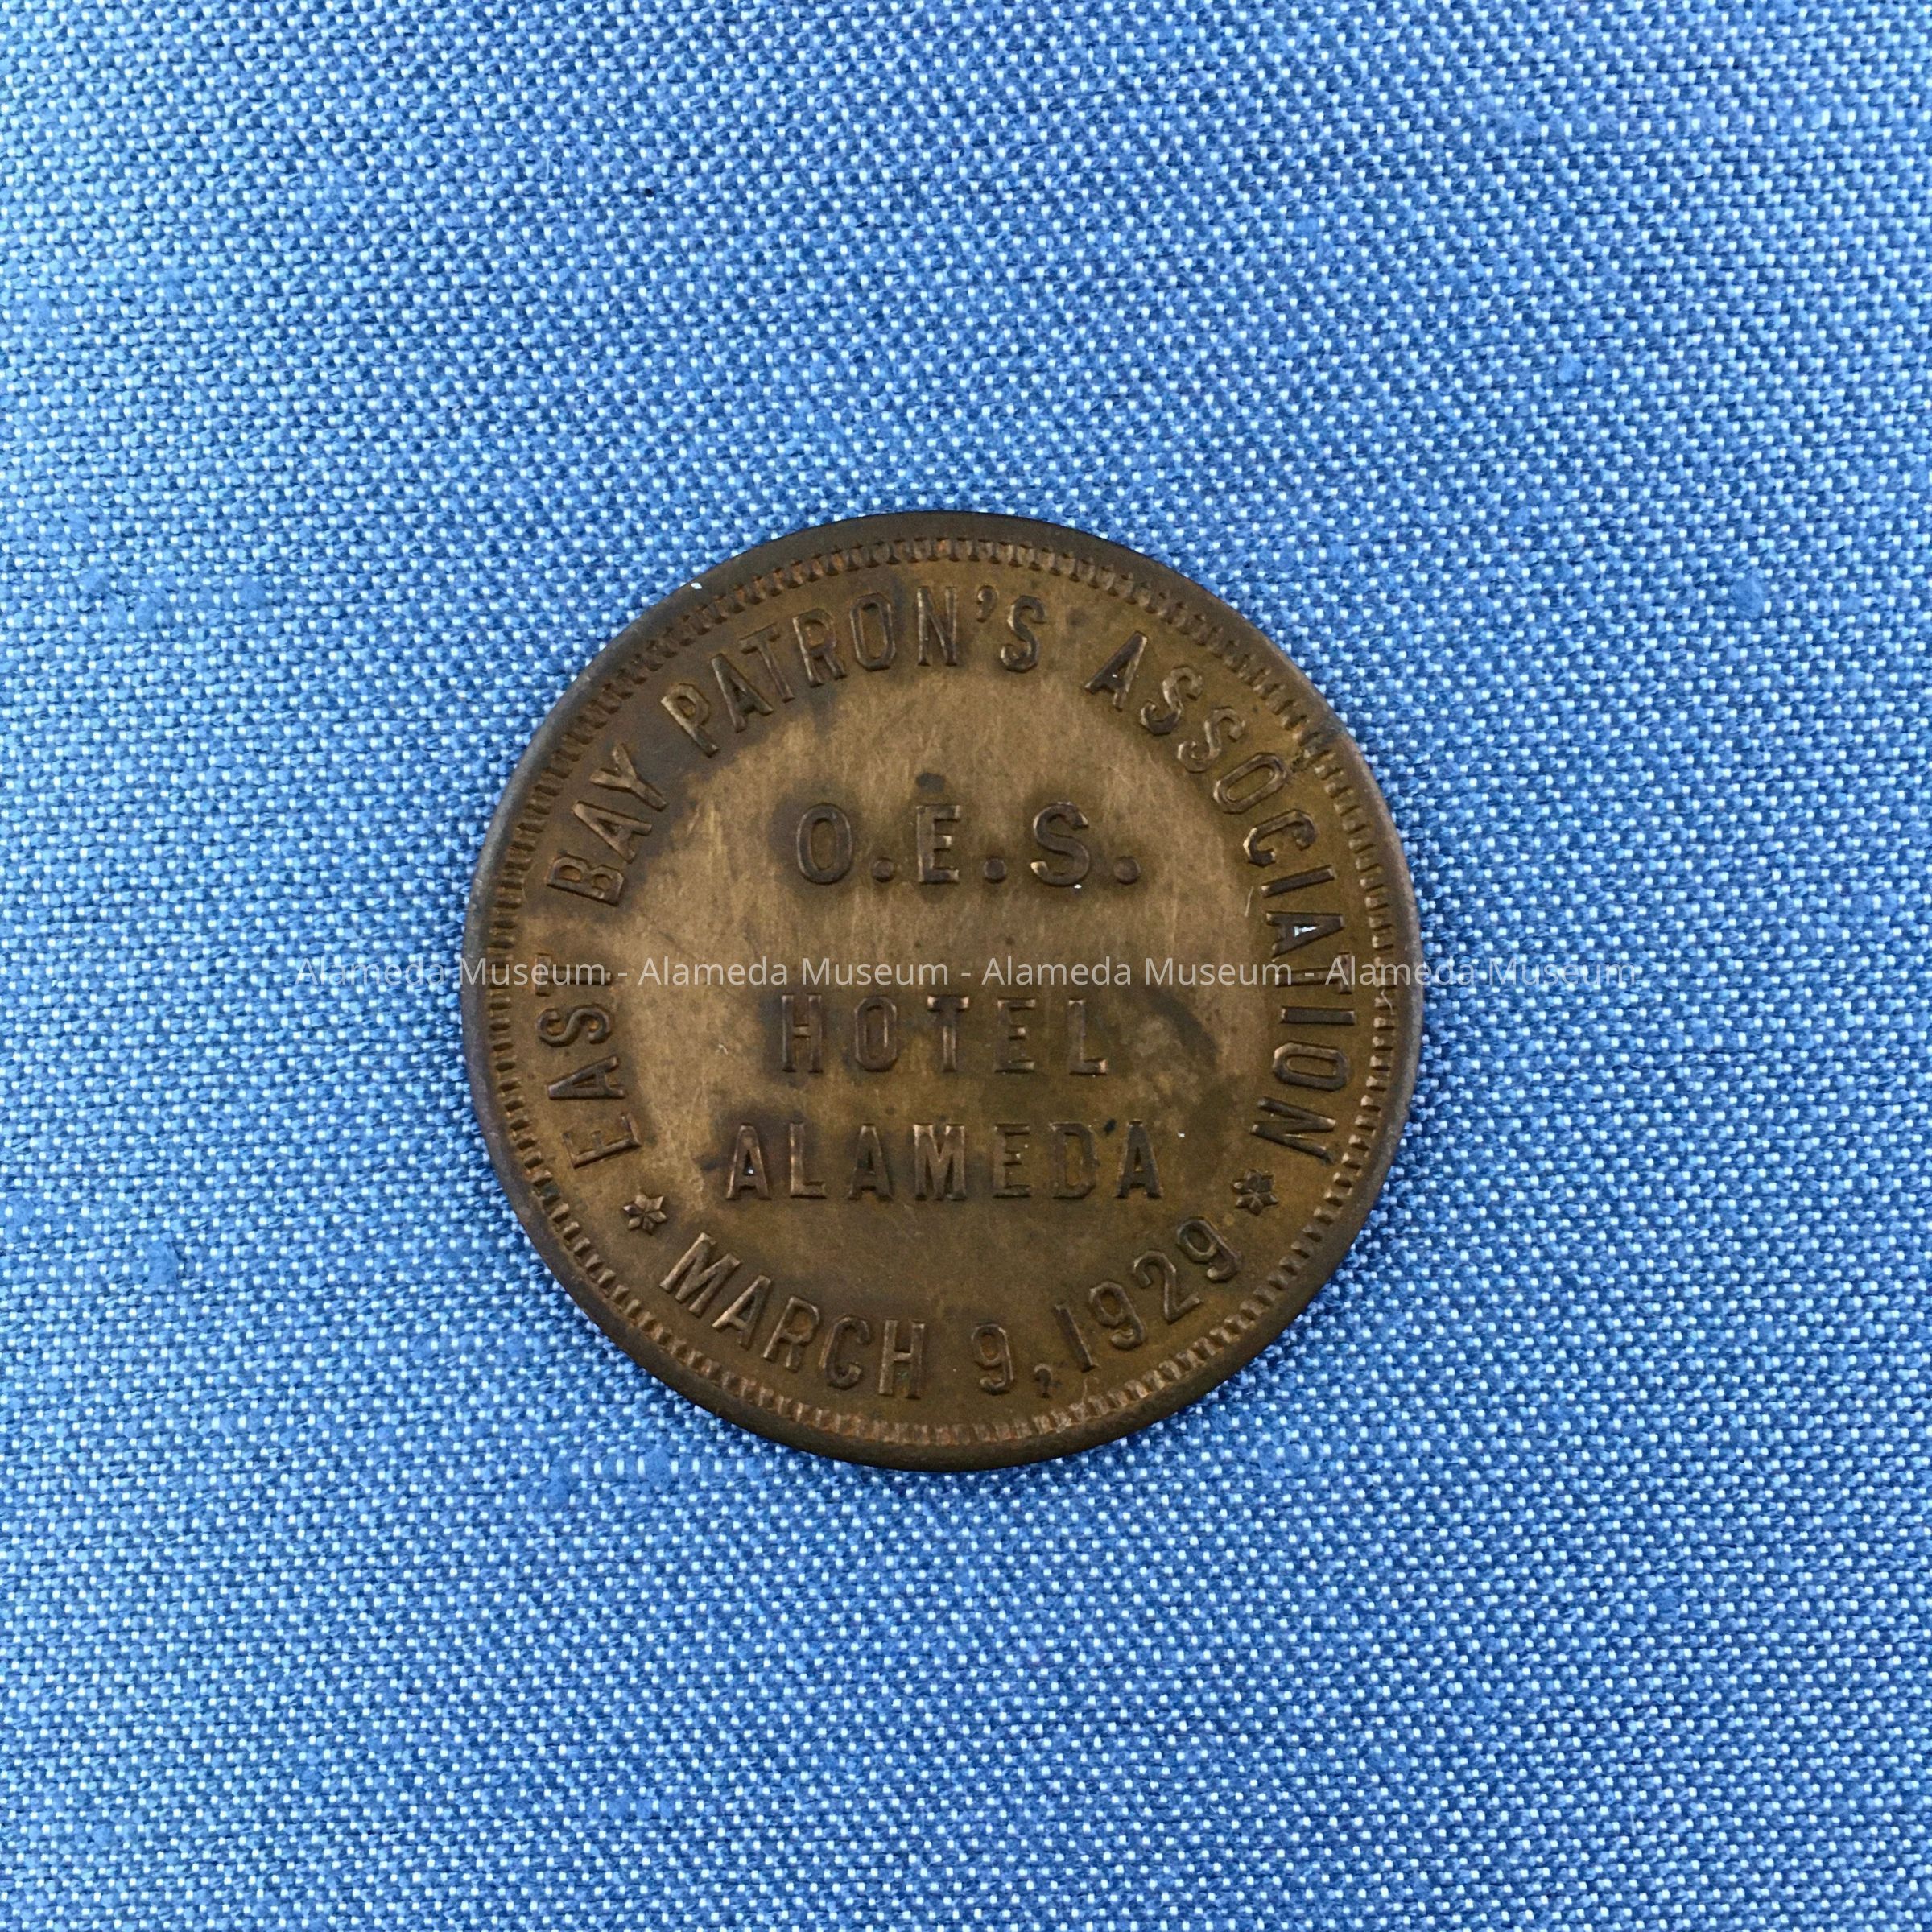 EAST BAY PATRON'S ASSOCIATION
O.E.S.
Alameda Museum - Alameda Museum - Alameda Museum - Alameda Museum
HOTEL
ALAMEDA
MARCH 9, 1929